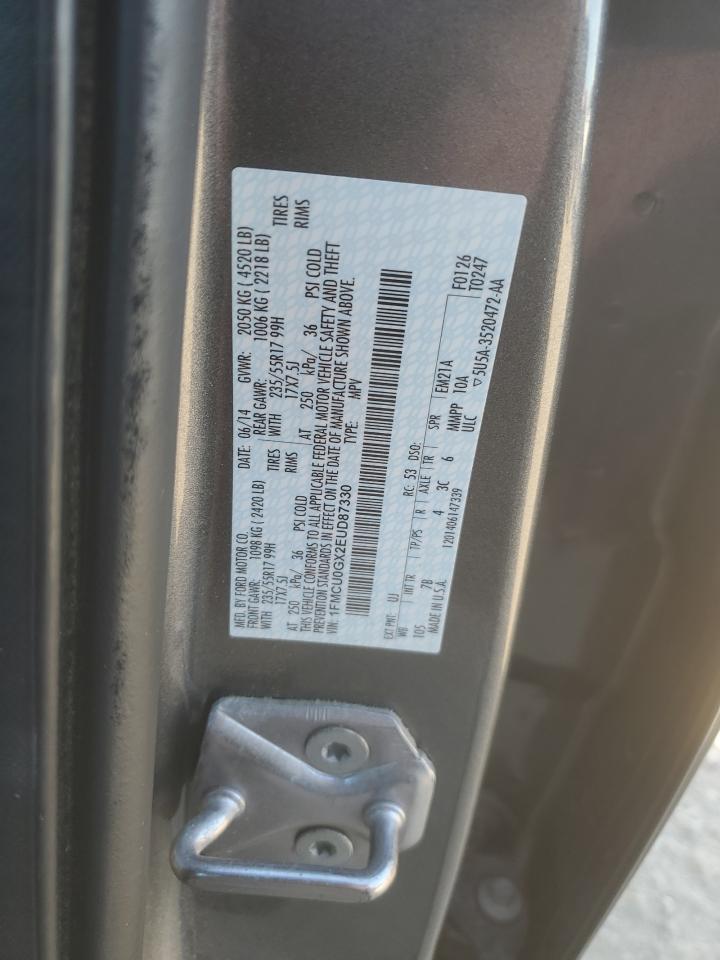 MFD. BY FORD MOTOR CO.
DATE: 06/14 GVWR: 2050 KG ( 4520 LB)
FRONT GAWR: 1098 KG ( 2420 LB) REAR GAWR: 1006 KG ( 2218 LB)
WITH 235/55R17 99H TIRES WITH 235/55R17 99H TIRES
17X7.5J RIMS 17X7.5J RIMS
AT 250 kPa/ 36 PSI COLD AT 250 kPa/ 36 PSI COLD
THIS VEHICLE CONFORMS TO ALL APPLICABLE FEDERAL MOTOR VEHICLE SAFETY AND THEFT
PREVENTION STANDARDS IN EFFECT ON THE DATE OF MANUFACTURE SHOWN ABOVE.
VIN: 1FMCU0GX2EUD87330 TYPE: MPV
F0126
T0247
EXT PNT: UJ RC: 53 DSO:
WB INT TR TP/PS R AXLE TR SPR EM21A
105 7B 4 3C 6 MMPP 10A
MADE IN U.S.A. 1201406147339 ULC
▽5U5A-3520472-AA